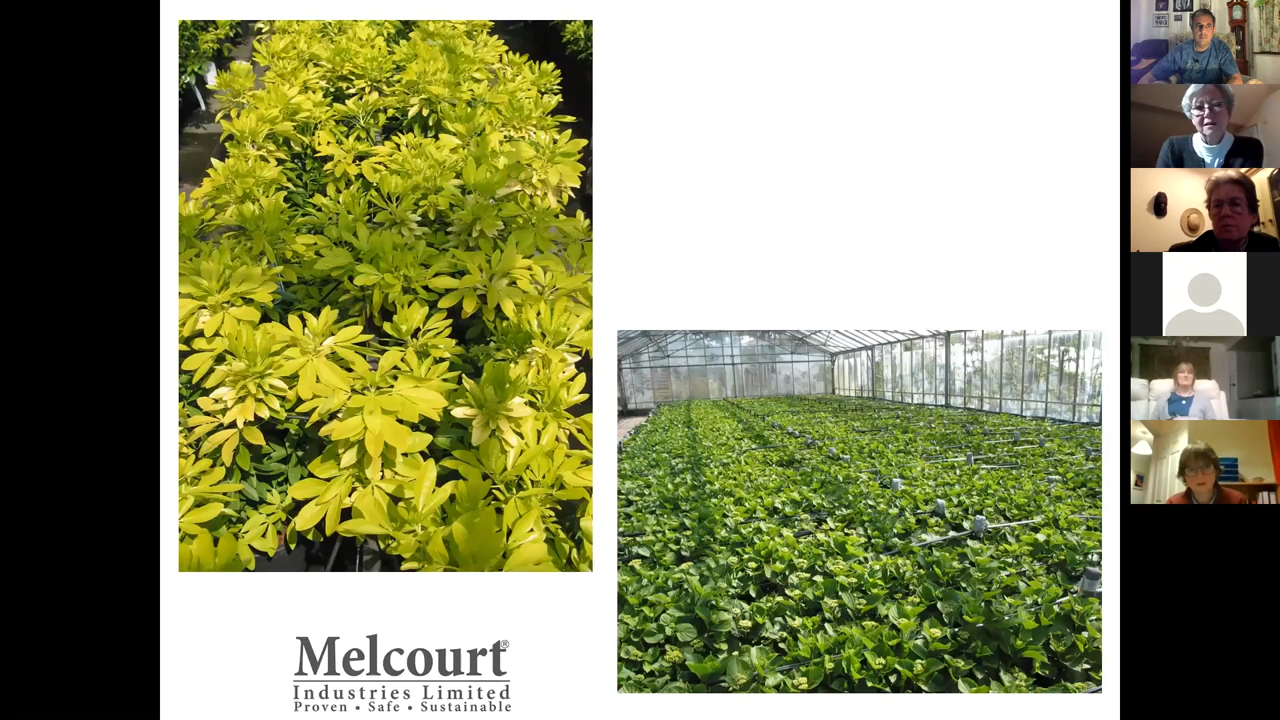 Melcourt®
Industries Limited
Proven • Safe • Sustainable